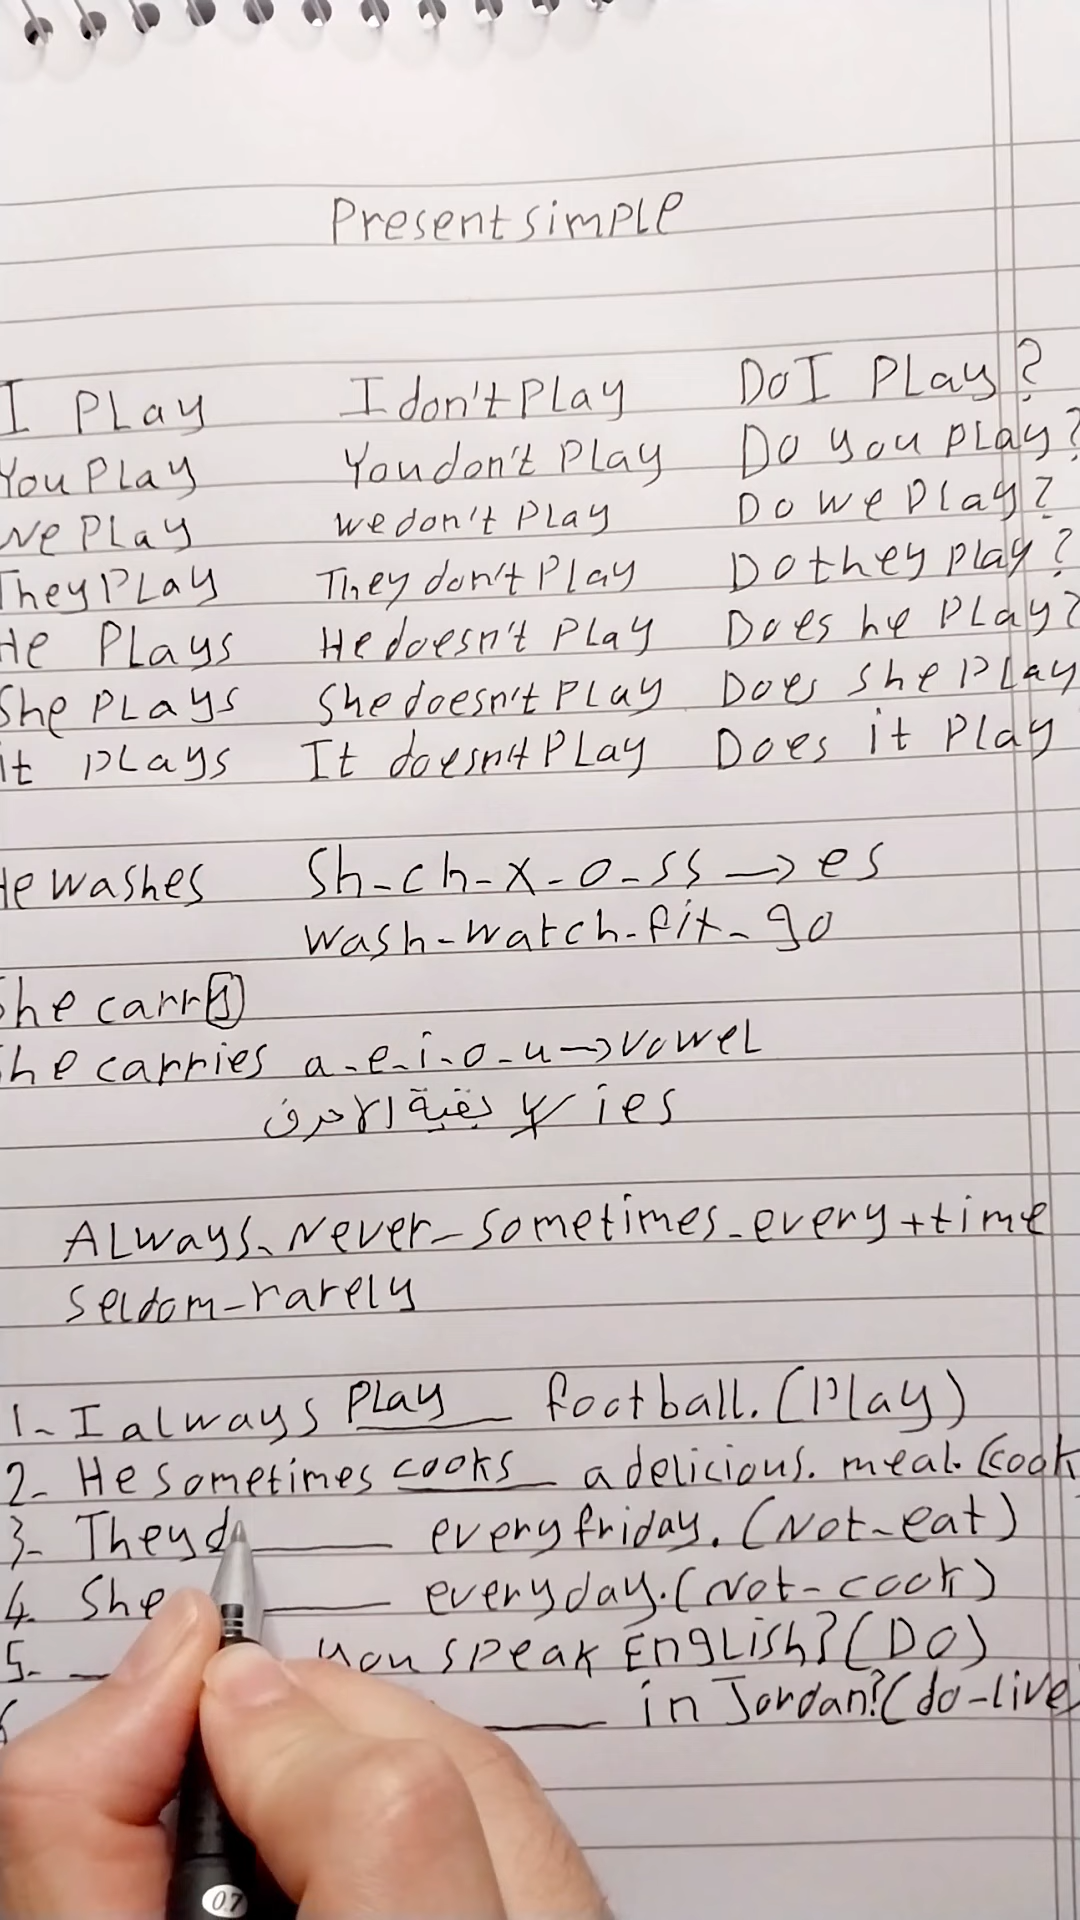 Present simple
I Play I don't Play Do I Play?
You Play You don't Play Do you play?
we Play we don't Play Do we Play?
They Play They don't Play Do they play?
He Plays He doesn't Play Does he Play?
She Plays She doesn't Play Does she Play
it plays It doesn't Play Does it Play
He washes Sh-ch-x-o-ss → es
wash-watch-fix-go
She carry
She carries a-e-i-o-u → vowel
بقية الاحرف y ies
Always-Never-sometimes-every+time
seldom-rarely
1- I always Play football. (Play)
2- He sometimes cooks a delicious. meal. (cook
3- They d every friday. (Not-eat)
4. She every day. (Not-cook)
5- you speak English? (Do)
in Jordan? (do-live)
0.7